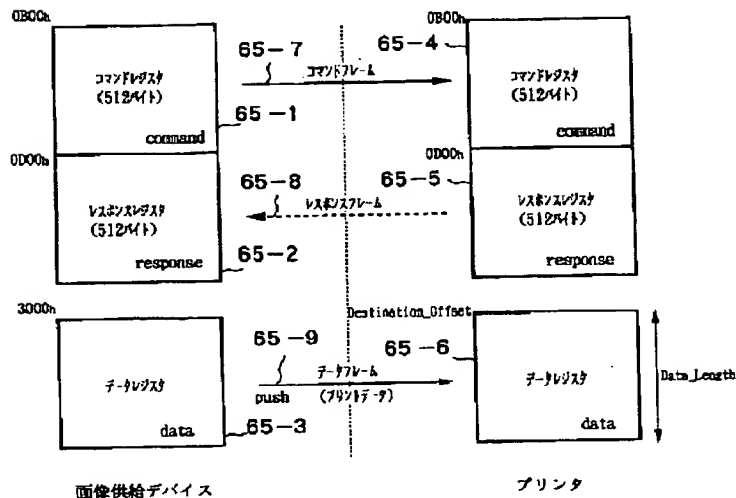 0B00h
コマンドレジスタ
(512バイト)
command
65-1
65-7
コマンドフレーム
0B00h
65-4
コマンドレジスタ
(512バイト)
command
0D00h
レスポンスレジスタ
(512バイト)
response
65-2
65-8
レスポンスフレーム
0D00h
65-5
レスポンスレジスタ
(512バイト)
response
3000h
データレジスタ
data
65-3
65-9
push
データフレーム
(プリントデータ)
Destination_Offset
65-6
データレジスタ
data
Data_Length
画像供給デバイス
プリンタ